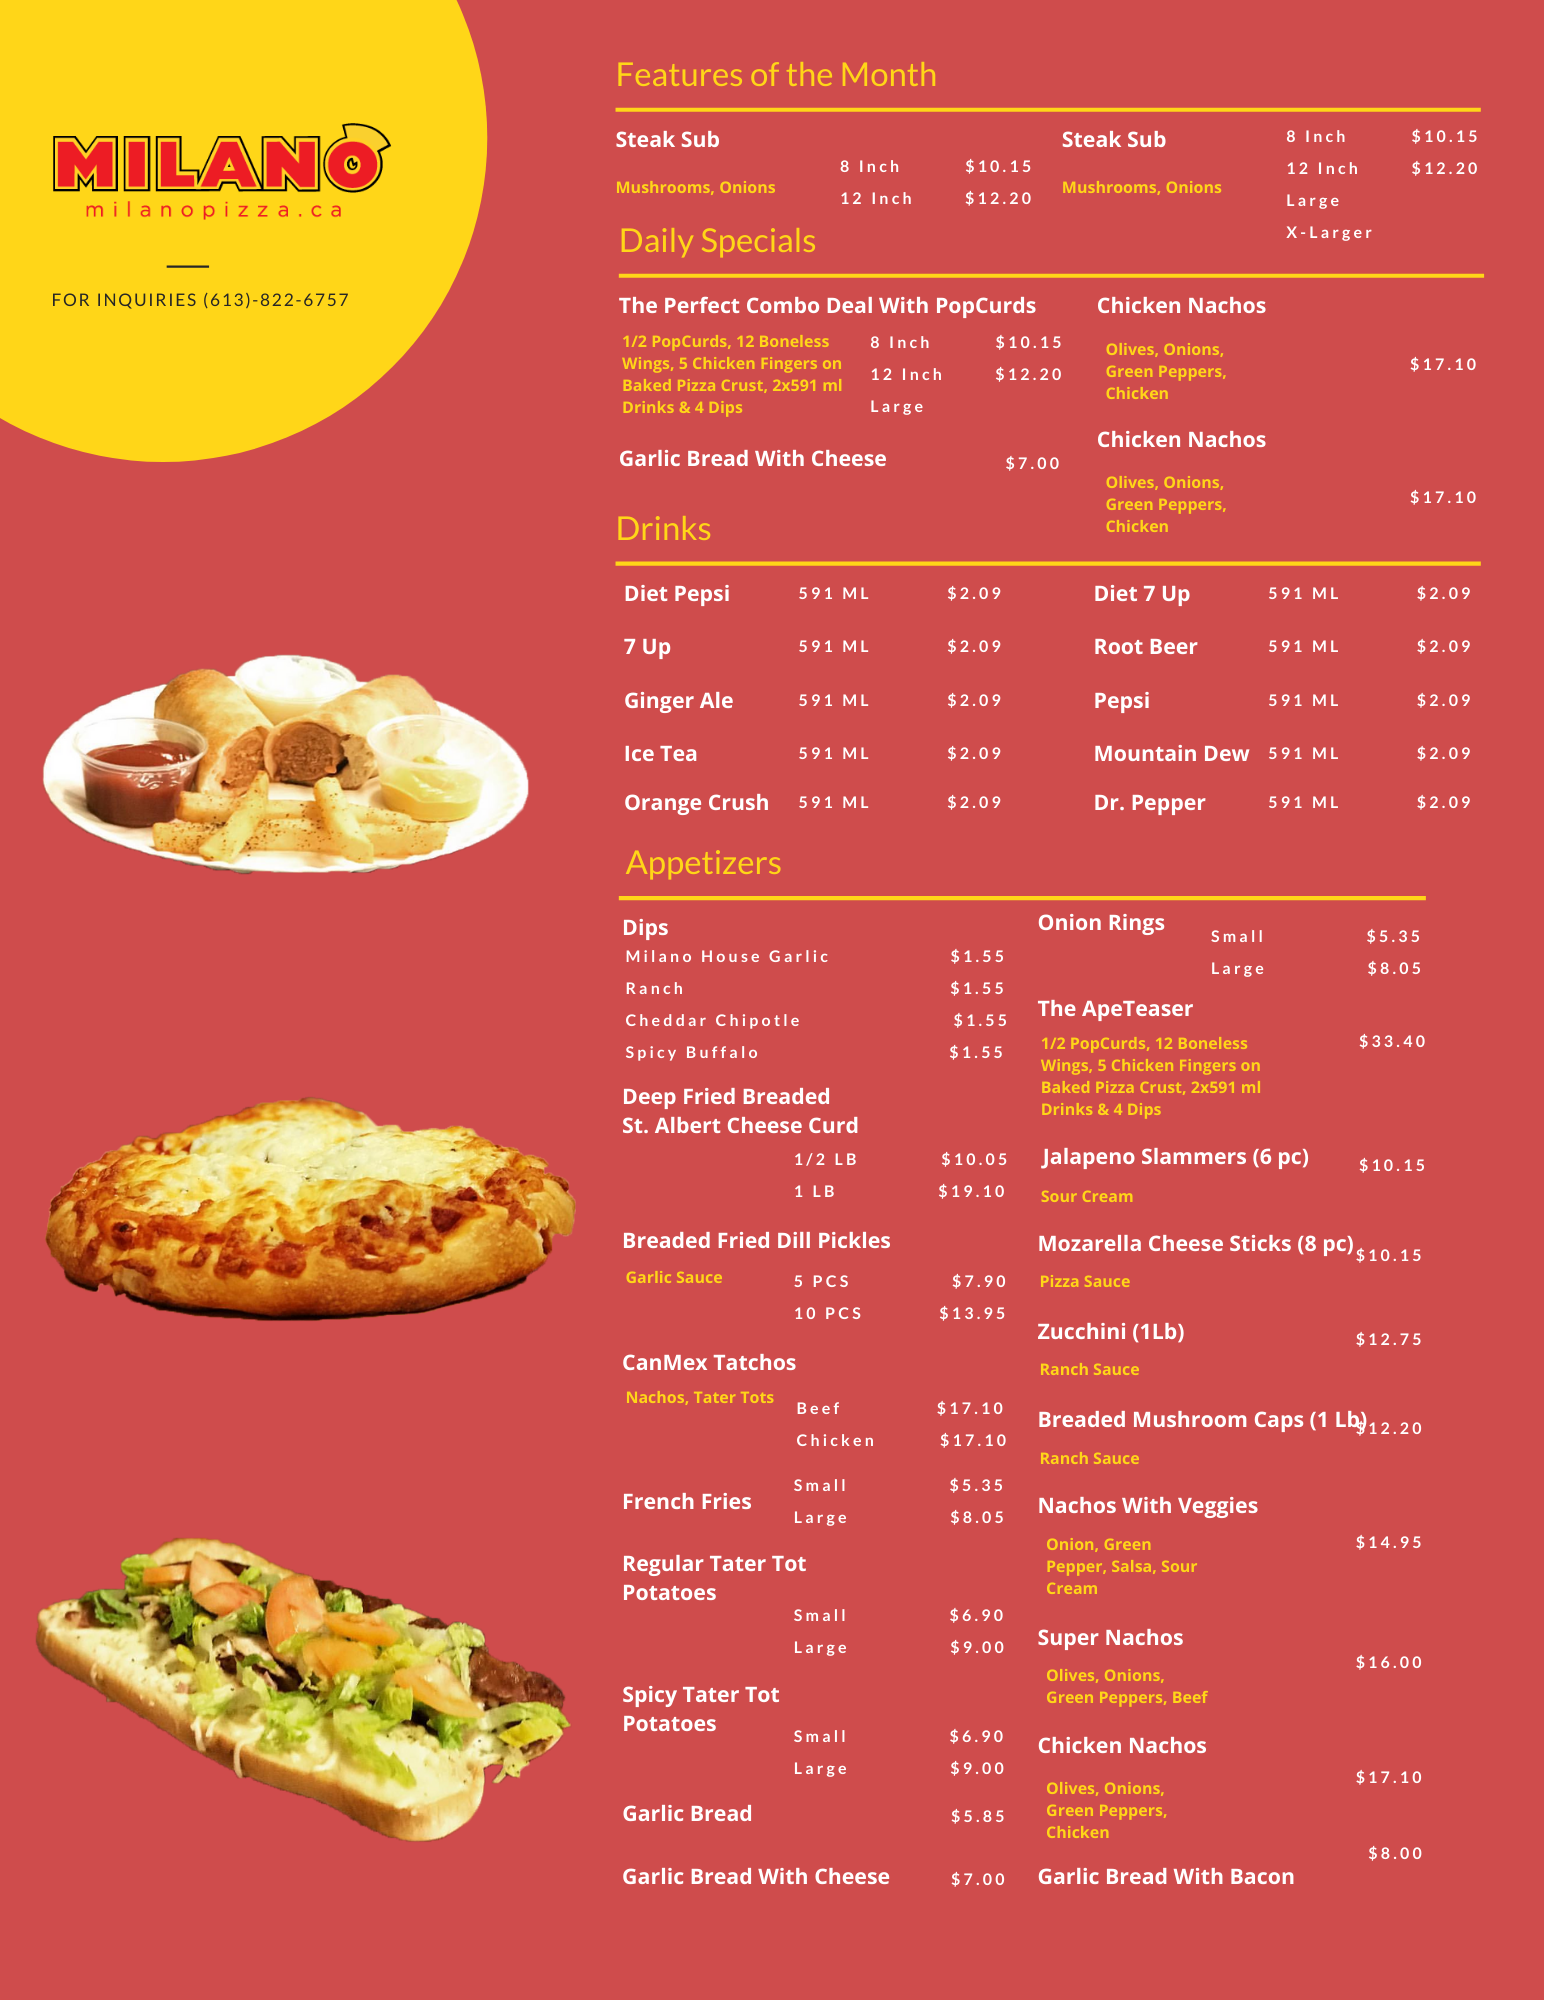 MILANO
milanopizza.ca
FOR INQUIRIES (613)-822-6757
Features of the Month
Steak Sub
Mushrooms, Onions
8 Inch $10.15
12 Inch $12.20
Steak Sub
Mushrooms, Onions
8 Inch $10.15
12 Inch $12.20
Large
X-Larger
Daily Specials
The Perfect Combo Deal With PopCurds
1/2 PopCurds, 12 Boneless
Wings, 5 Chicken Fingers on
Baked Pizza Crust, 2x591 ml
Drinks & 4 Dips
8 Inch $10.15
12 Inch $12.20
Large
Garlic Bread With Cheese $7.00
Chicken Nachos
Olives, Onions,
Green Peppers,
Chicken
$17.10
Chicken Nachos
Olives, Onions,
Green Peppers,
Chicken
$17.10
Drinks
Diet Pepsi 591 ML $2.09
7 Up 591 ML $2.09
Ginger Ale 591 ML $2.09
Ice Tea 591 ML $2.09
Orange Crush 591 ML $2.09
Diet 7 Up 591 ML $2.09
Root Beer 591 ML $2.09
Pepsi 591 ML $2.09
Mountain Dew 591 ML $2.09
Dr. Pepper 591 ML $2.09
Appetizers
Dips
Milano House Garlic $1.55
Ranch $1.55
Cheddar Chipotle $1.55
Spicy Buffalo $1.55
Deep Fried Breaded
St. Albert Cheese Curd
1/2 LB $10.05
1 LB $19.10
Breaded Fried Dill Pickles
Garlic Sauce
5 PCS $7.90
10 PCS $13.95
CanMex Tatchos
Nachos, Tater Tots
Beef $17.10
Chicken $17.10
French Fries
Small $5.35
Large $8.05
Regular Tater Tot
Potatoes
Small $6.90
Large $9.00
Spicy Tater Tot
Potatoes
Small $6.90
Large $9.00
Garlic Bread $5.85
Garlic Bread With Cheese $7.00
Onion Rings
Small $5.35
Large $8.05
The ApeTeaser
$33.40
1/2 PopCurds, 12 Boneless
Wings, 5 Chicken Fingers on
Baked Pizza Crust, 2x591 ml
Drinks & 4 Dips
Jalapeno Slammers (6 pc) $10.15
Sour Cream
Mozarella Cheese Sticks (8 pc) $10.15
Pizza Sauce
Zucchini (1Lb) $12.75
Ranch Sauce
Breaded Mushroom Caps (1 Lb) $12.20
Ranch Sauce
Nachos With Veggies
$14.95
Onion, Green
Pepper, Salsa, Sour
Cream
Super Nachos
$16.00
Olives, Onions,
Green Peppers, Beef
Chicken Nachos
$17.10
Olives, Onions,
Green Peppers,
Chicken
$8.00
Garlic Bread With Bacon